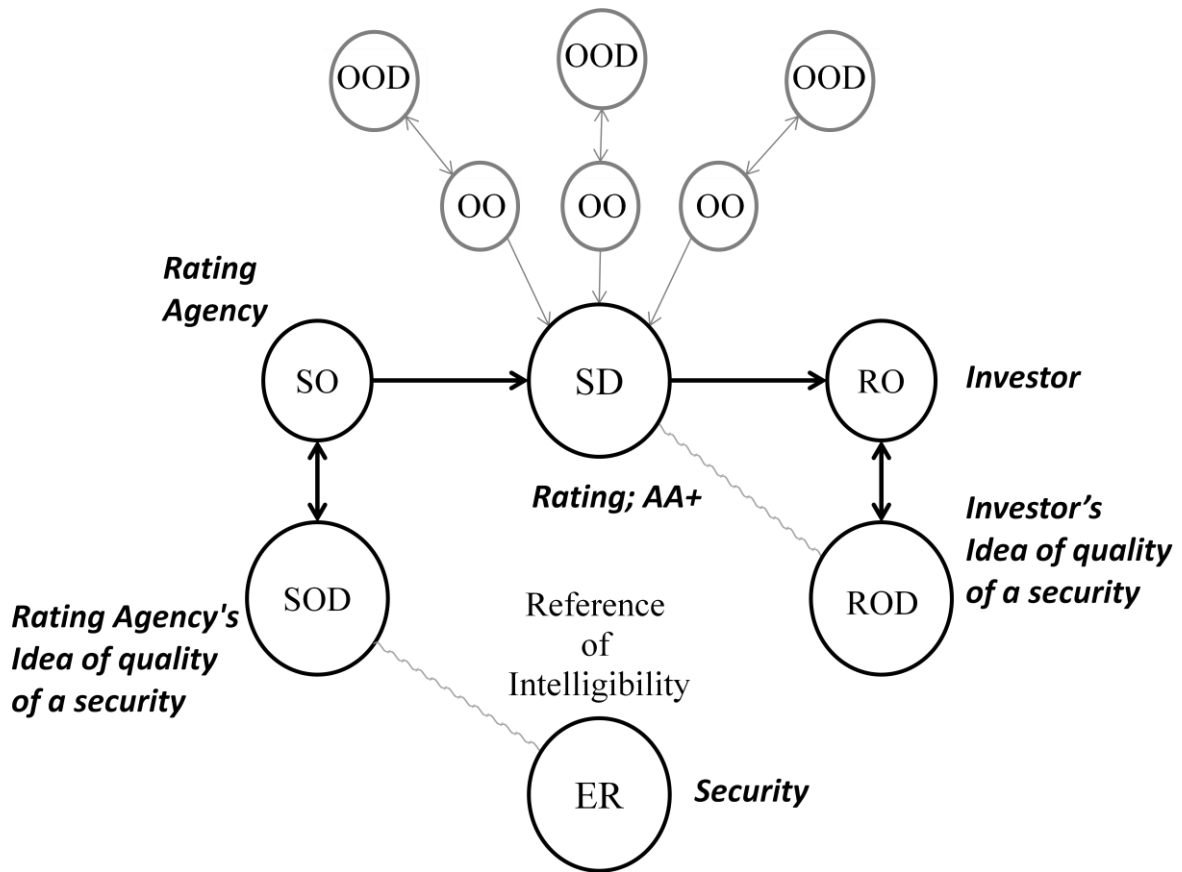 OOD
OOD
OOD
OO
OO
OO
Rating
Agency
SO
SD
RO
Investor
Rating; AA+
Investor’s
Idea of quality
of a security
SOD
ROD
Rating Agency's
Idea of quality
of a security
Reference
of
Intelligibility
ER
Security